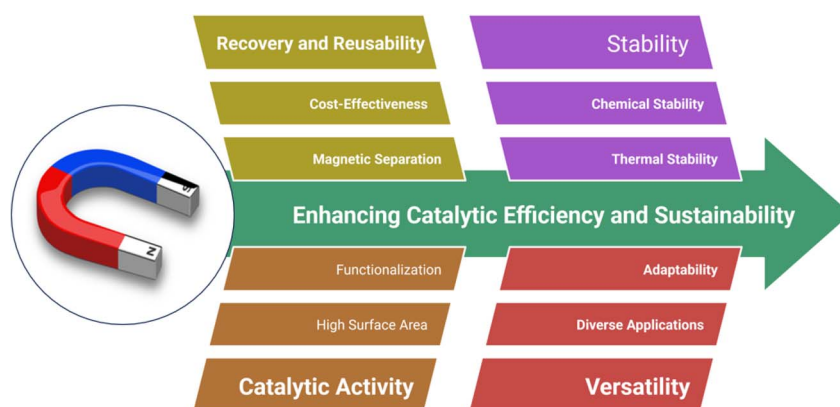 Recovery and Reusability
Stability
Cost-Effectiveness
Chemical Stability
Magnetic Separation
Thermal Stability
S
N
Enhancing Catalytic Efficiency and Sustainability
Functionalization
Adaptability
High Surface Area
Diverse Applications
Catalytic Activity
Versatility